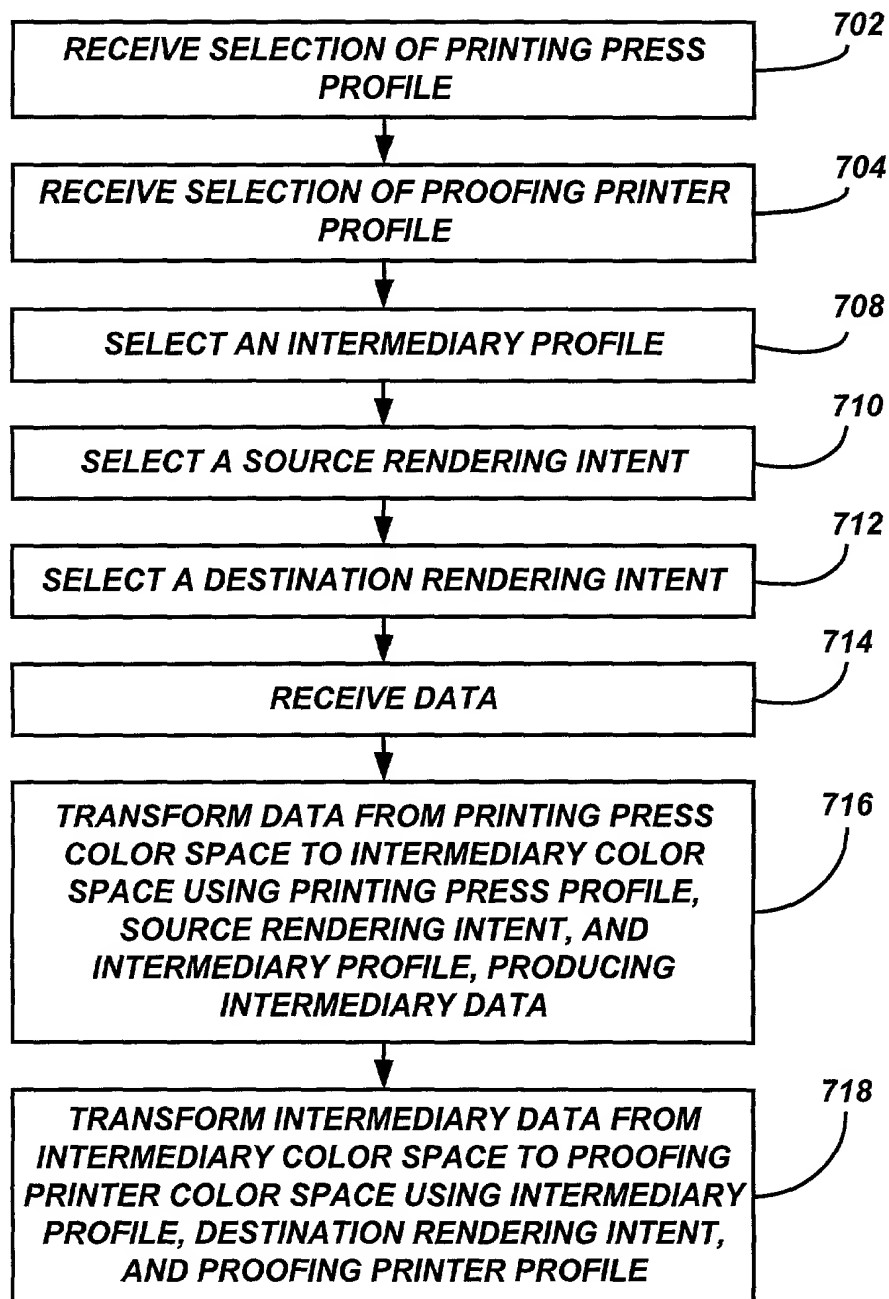 702
RECEIVE SELECTION OF PRINTING PRESS
PROFILE
704
RECEIVE SELECTION OF PROOFING PRINTER
PROFILE
708
SELECT AN INTERMEDIARY PROFILE
710
SELECT A SOURCE RENDERING INTENT
712
SELECT A DESTINATION RENDERING INTENT
714
RECEIVE DATA
716
TRANSFORM DATA FROM PRINTING PRESS
COLOR SPACE TO INTERMEDIARY COLOR
SPACE USING PRINTING PRESS PROFILE,
SOURCE RENDERING INTENT, AND
INTERMEDIARY PROFILE, PRODUCING
INTERMEDIARY DATA
718
TRANSFORM INTERMEDIARY DATA FROM
INTERMEDIARY COLOR SPACE TO PROOFING
PRINTER COLOR SPACE USING INTERMEDIARY
PROFILE, DESTINATION RENDERING INTENT,
AND PROOFING PRINTER PROFILE